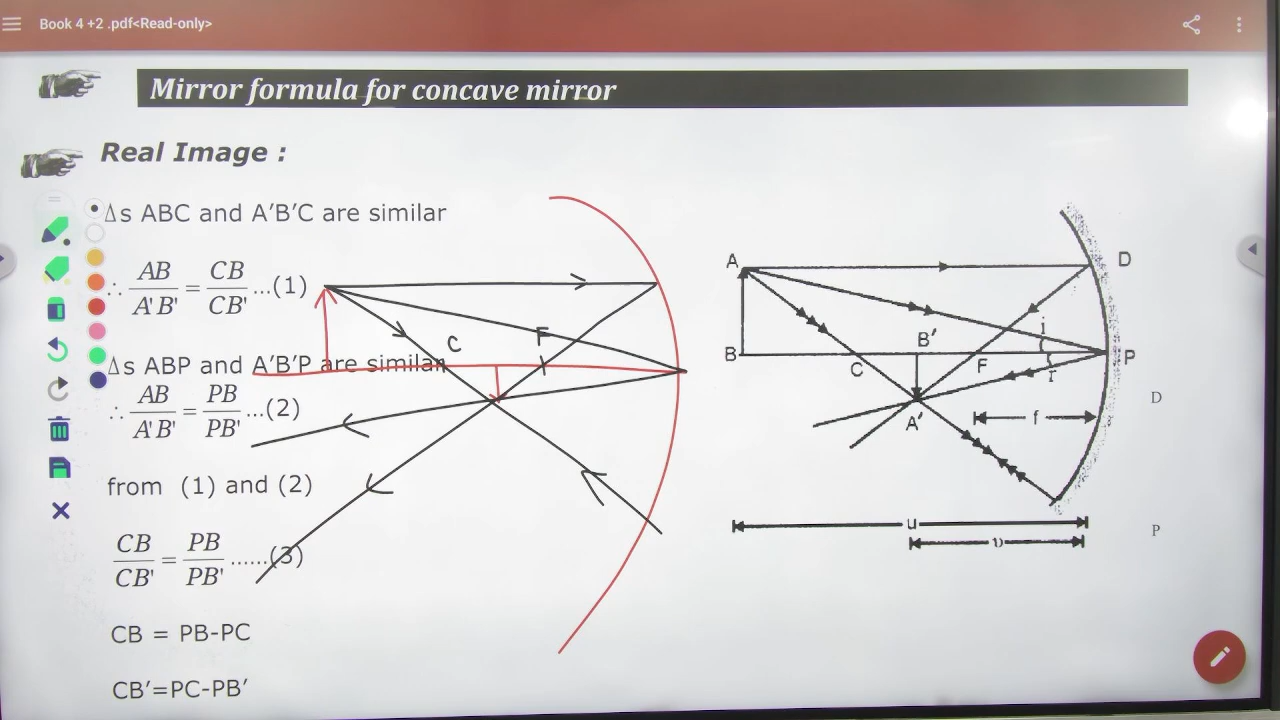 Book 4 +2 .pdf<Read-only>
Mirror formula for concave mirror
Real Image :
Δs ABC and A′B′C are similar
∴ AB/A'B' = CB/CB' ...(1)
Δs ABP and A′B′P are similar
∴ AB/A'B' = PB/PB' ...(2)
from (1) and (2)
CB/CB' = PB/PB' ......(3)
CB = PB-PC
CB′=PC-PB′
C
F
A
D
B
B′
C
F
i
r
P
A′
f
D
u
υ
P